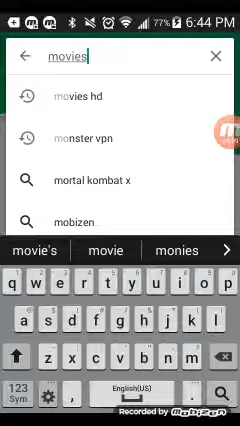 77% 6:44 PM
movies
movies hd
monster vpn
mortal kombat x
mobizen
movie's movie monies
q w e r t y u i o p
a s d f g h j k l
z x c v b n m
123
Sym , English(US) .
Recorded by Mobizen